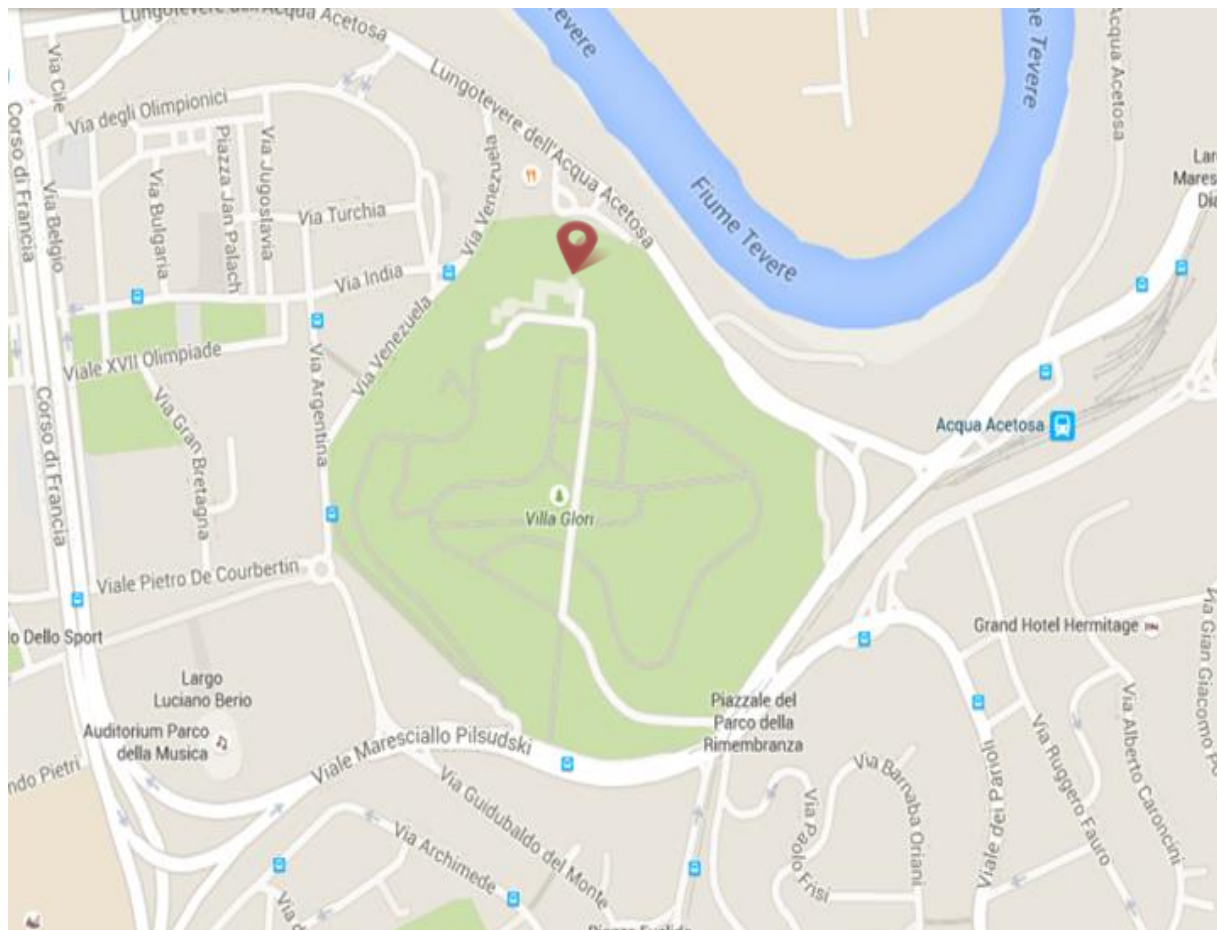 Lungotevere dell'Acqua Acetosa
Fiume Tevere
Fiume Tevere
Acqua Acetosa
Via Cile
Via degli Olimpionici
Lungotevere dell'Acqua Acetosa
Corso di Francia
Piazza Jan Palach
Via Jugoslavia
Via Venezuela
Via Bulgaria
Via Belgio
Via Turchia
Via India
Fiume Tevere
Via Venezuela
Viale XVII Olimpiade
Via Argentina
Via Gran Bretagna
Corso di Francia
Acqua Acetosa
Villa Glori
Viale Pietro De Courbertin
Dello Sport
Grand Hotel Hermitage
Via Gian Giacomo
Largo
Luciano Berio
Piazzale del
Parco della
Rimembranza
Auditorium Parco
della Musica
Viale Maresciallo Pilsudski
Pietri
Via Guidubaldo del Monte
Via Archimede
Via Barnaba Oriani
Via Paolo Frisi
Viale dei Parioli
Via Ruggero Fauro
Via Alberto Caroncini